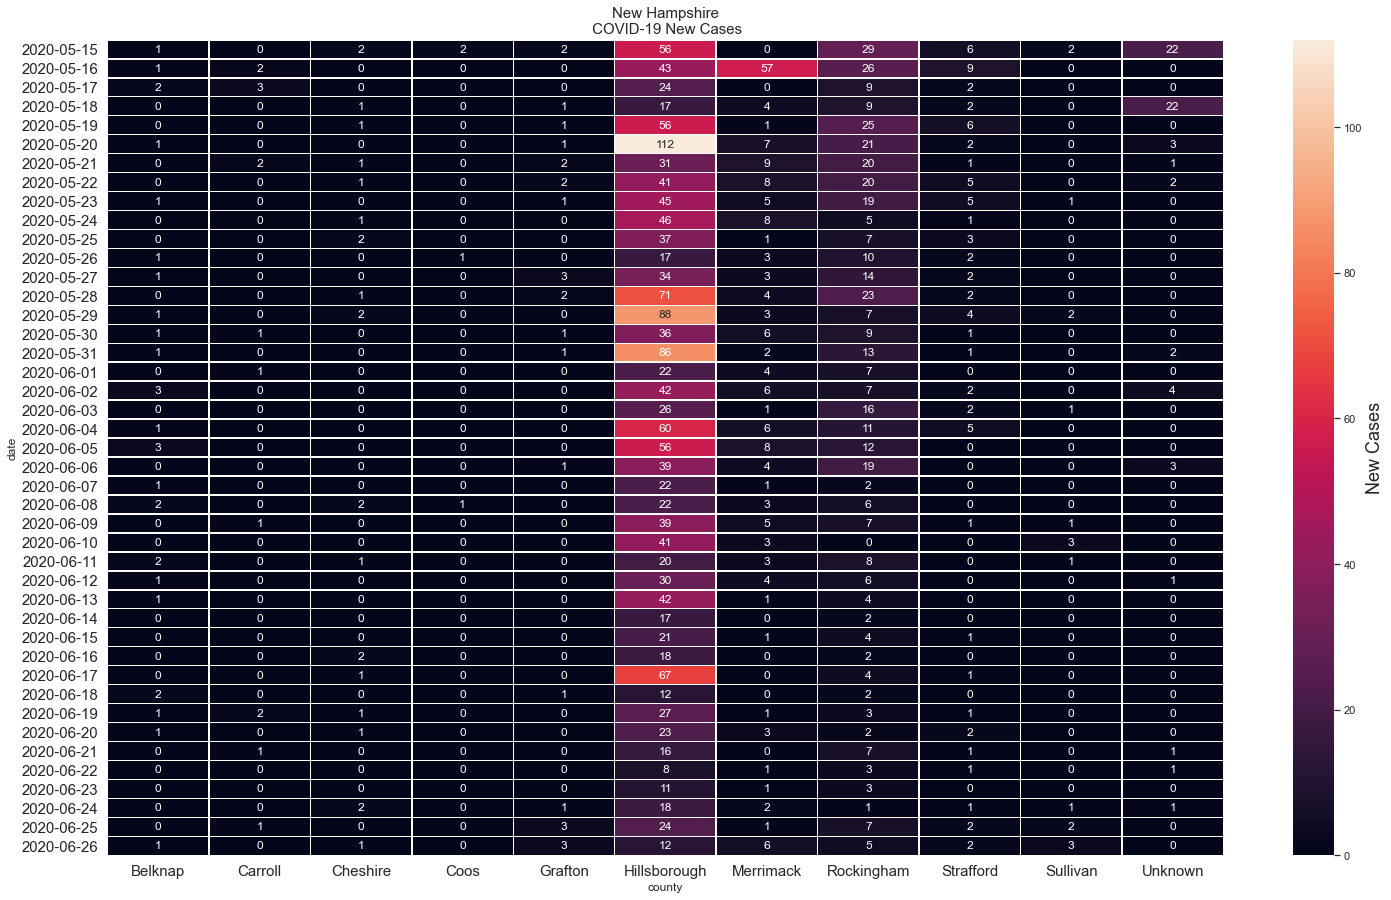 New Hampshire
COVID-19 New Cases
2020-05-15 1 0 2 2 2 56 0 29 6 2 22
2020-05-16 1 2 0 0 0 43 57 26 9 0 0
2020-05-17 2 3 0 0 0 24 0 9 2 0 0
2020-05-18 0 0 1 0 1 17 4 9 2 0 22
2020-05-19 0 0 1 0 1 56 1 25 6 0 0
2020-05-20 1 0 0 0 1 112 7 21 2 0 3
2020-05-21 0 2 1 0 2 31 9 20 1 0 1
2020-05-22 0 0 1 0 2 41 8 20 5 0 2
2020-05-23 1 0 0 0 1 45 5 19 5 1 0
2020-05-24 0 0 1 0 0 46 8 5 1 0 0
2020-05-25 0 0 2 0 0 37 1 7 3 0 0
2020-05-26 1 0 0 1 0 17 3 10 2 0 0
2020-05-27 1 0 0 0 3 34 3 14 2 0 0
2020-05-28 0 0 1 0 2 71 4 23 2 0 0
2020-05-29 1 0 2 0 0 88 3 7 4 2 0
2020-05-30 1 1 0 0 1 36 6 9 1 0 0
2020-05-31 1 0 0 0 1 86 2 13 1 0 2
2020-06-01 0 1 0 0 0 22 4 7 0 0 0
2020-06-02 3 0 0 0 0 42 6 7 2 0 4
2020-06-03 0 0 0 0 0 26 1 16 2 1 0
2020-06-04 1 0 0 0 0 60 6 11 5 0 0
2020-06-05 3 0 0 0 0 56 8 12 0 0 0
2020-06-06 0 0 0 0 1 39 4 19 0 0 3
2020-06-07 1 0 0 0 0 22 1 2 0 0 0
2020-06-08 2 0 2 1 0 22 3 6 0 0 0
2020-06-09 0 1 0 0 0 39 5 7 1 1 0
2020-06-10 0 0 0 0 0 41 3 0 0 3 0
2020-06-11 2 0 1 0 0 20 3 8 0 1 0
2020-06-12 1 0 0 0 0 30 4 6 0 0 1
2020-06-13 1 0 0 0 0 42 1 4 0 0 0
2020-06-14 0 0 0 0 0 17 0 2 0 0 0
2020-06-15 0 0 0 0 0 21 1 4 1 0 0
2020-06-16 0 0 2 0 0 18 0 2 0 0 0
2020-06-17 0 0 1 0 0 67 0 4 1 0 0
2020-06-18 2 0 0 0 1 12 0 2 0 0 0
2020-06-19 1 2 1 0 0 27 1 3 1 0 0
2020-06-20 1 0 1 0 0 23 3 2 2 0 0
2020-06-21 0 1 0 0 0 16 0 7 1 0 1
2020-06-22 0 0 0 0 0 8 1 3 1 0 1
2020-06-23 0 0 0 0 0 11 1 3 0 0 0
2020-06-24 0 0 2 0 1 18 2 1 1 1 1
2020-06-25 0 1 0 0 3 24 1 7 2 2 0
2020-06-26 1 0 1 0 3 12 6 5 2 3 0
Belknap Carroll Cheshire Coos Grafton Hillsborough Merrimack Rockingham Strafford Sullivan Unknown
county
date
100
80
60
40
20
0
New Cases